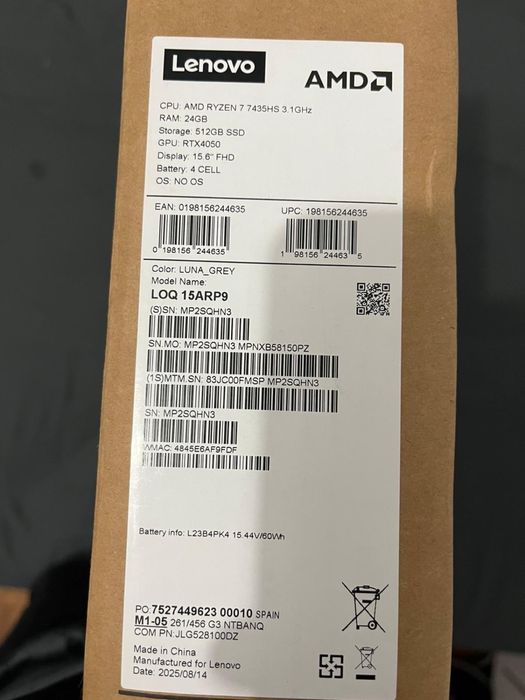 Lenovo
AMD
CPU: AMD RYZEN 7 7435HS 3.1GHz
RAM: 24GB
Storage: 512GB SSD
GPU: RTX4050
Display: 15.6" FHD
Battery: 4 CELL
OS: NO OS
EAN: 0198156244635 UPC: 198156244635
0 198156 244635 1 98156 24463 5
Color: LUNA_GREY
Model Name:
LOQ 15ARP9
(S)SN: MP2SQHN3
SN.MO: MP2SQHN3 MPNXB58150PZ
(1S)MTM.SN: 83JC00FMSP MP2SQHN3
SN: MP2SQHN3
WMAC: 4845E6AF9FDF
Battery info: L23B4PK4 15.44V/60Wh
PO:7527449623 00010 SPAIN
M1-05 261/456 G3 NTBANQ
COM PN:JLG528100DZ
Made in China
Manufactured for Lenovo
Date: 2025/08/14